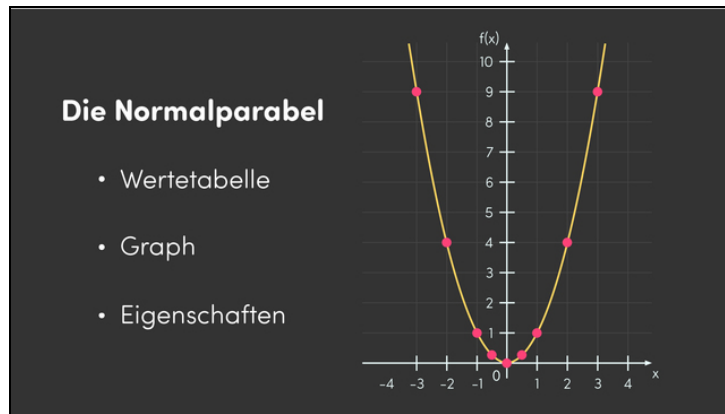 Die Normalparabel
• Wertetabelle
• Graph
• Eigenschaften
f(x)
10
9
8
7
6
5
4
3
2
1
0
-4 -3 -2 -1 1 2 3 4 x